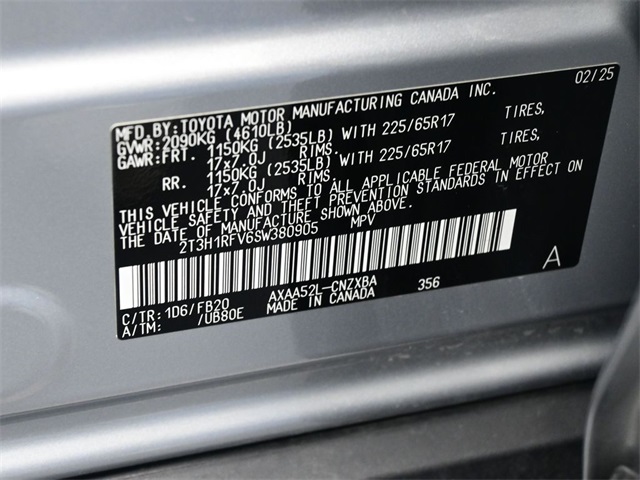 02/25
MFD.BY:TOYOTA MOTOR MANUFACTURING CANADA INC.
GVWR:2090KG (4610LB)
GAWR:FRT. 1150KG (2535LB) WITH 225/65R17 TIRES,
17x7.0J RIMS.
RR. 1150KG (2535LB) WITH 225/65R17 TIRES,
17x7.0J RIMS.
THIS VEHICLE CONFORMS TO ALL APPLICABLE FEDERAL MOTOR
VEHICLE SAFETY AND THEFT PREVENTION STANDARDS IN EFFECT ON
THE DATE OF MANUFACTURE SHOWN ABOVE.
2T3H1RFV6SW380905 MPV
A
C/TR:1D6/FB20 AXAA52L-CNZXBA 356
A/TM: /UB80E MADE IN CANADA